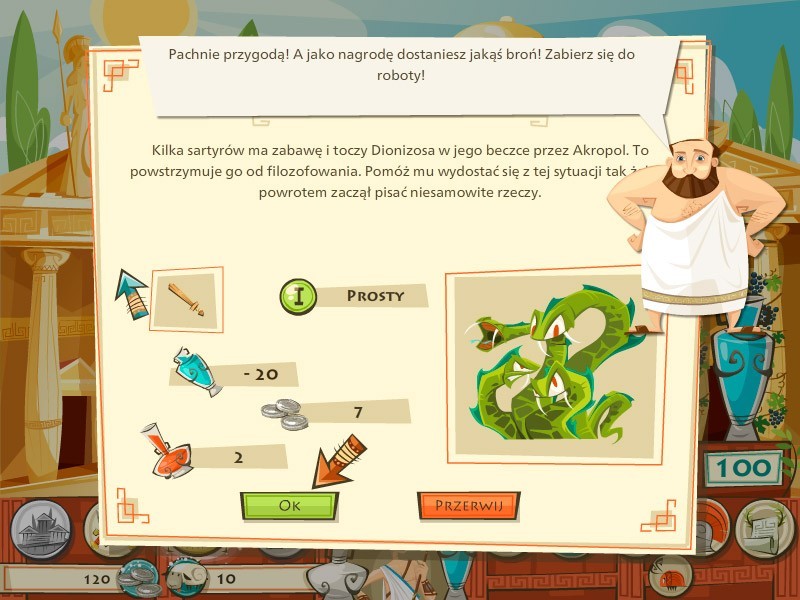 Pachnie przygodą! A jako nagrodę dostaniesz jakąś broń! Zabierz się do
roboty!
Kilka sartyrów ma zabawę i toczy Dionizosa w jego beczce przez Akropol. To
powstrzymuje go od filozofowania. Pomóż mu wydostać się z tej sytuacji tak
powrotem zaczął pisać niesamowite rzeczy.
I PROSTY
- 20
7
2
OK PRZERWIJ
100
120 10